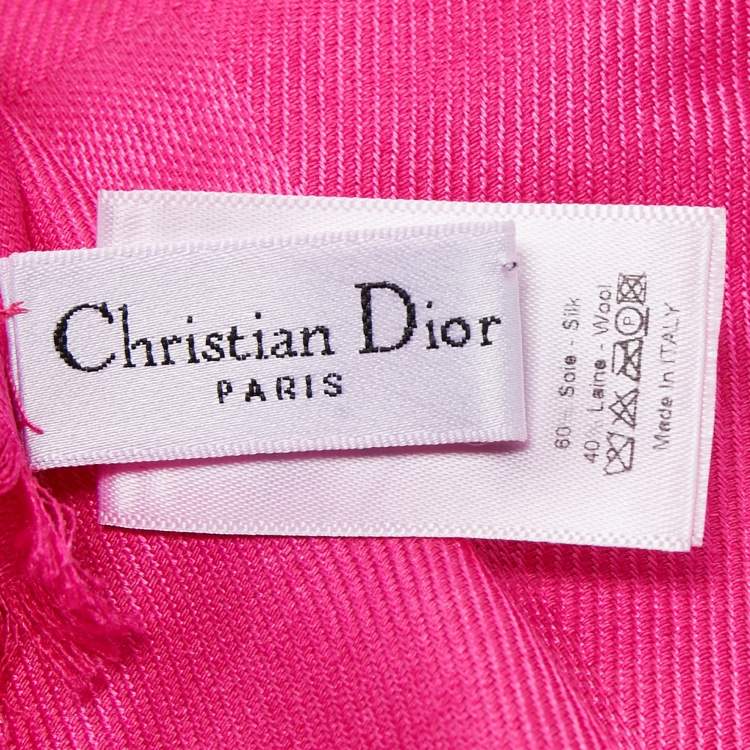 Christian Dior
PARIS
60% Soie - Silk
40% Laine - Wool
Made In ITALY